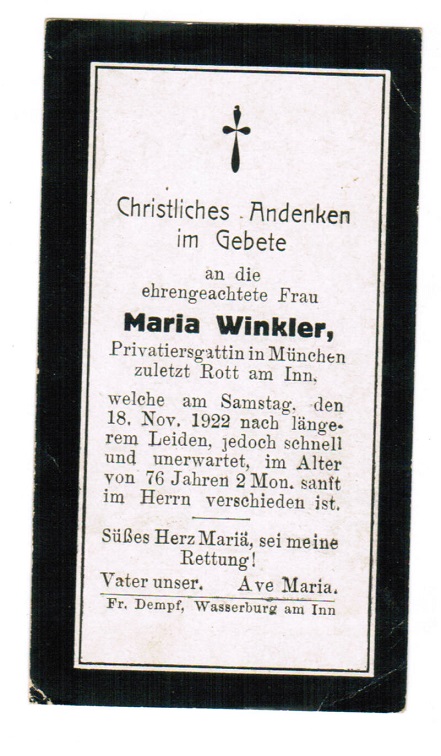 Christliches Andenken
im Gebete
an die
ehrengeachtete Frau
Maria Winkler,
Privatiersgattin in München
zuletzt Rott am Inn,
welche am Samstag, den
18. Nov. 1922 nach länge-
rem Leiden, jedoch schnell
und unerwartet, im Alter
von 76 Jahren 2 Mon. sanft
im Herrn verschieden ist.
Süßes Herz Mariä, sei meine
Rettung!
Vater unser. Ave Maria.
Fr. Dempf, Wasserburg am Inn